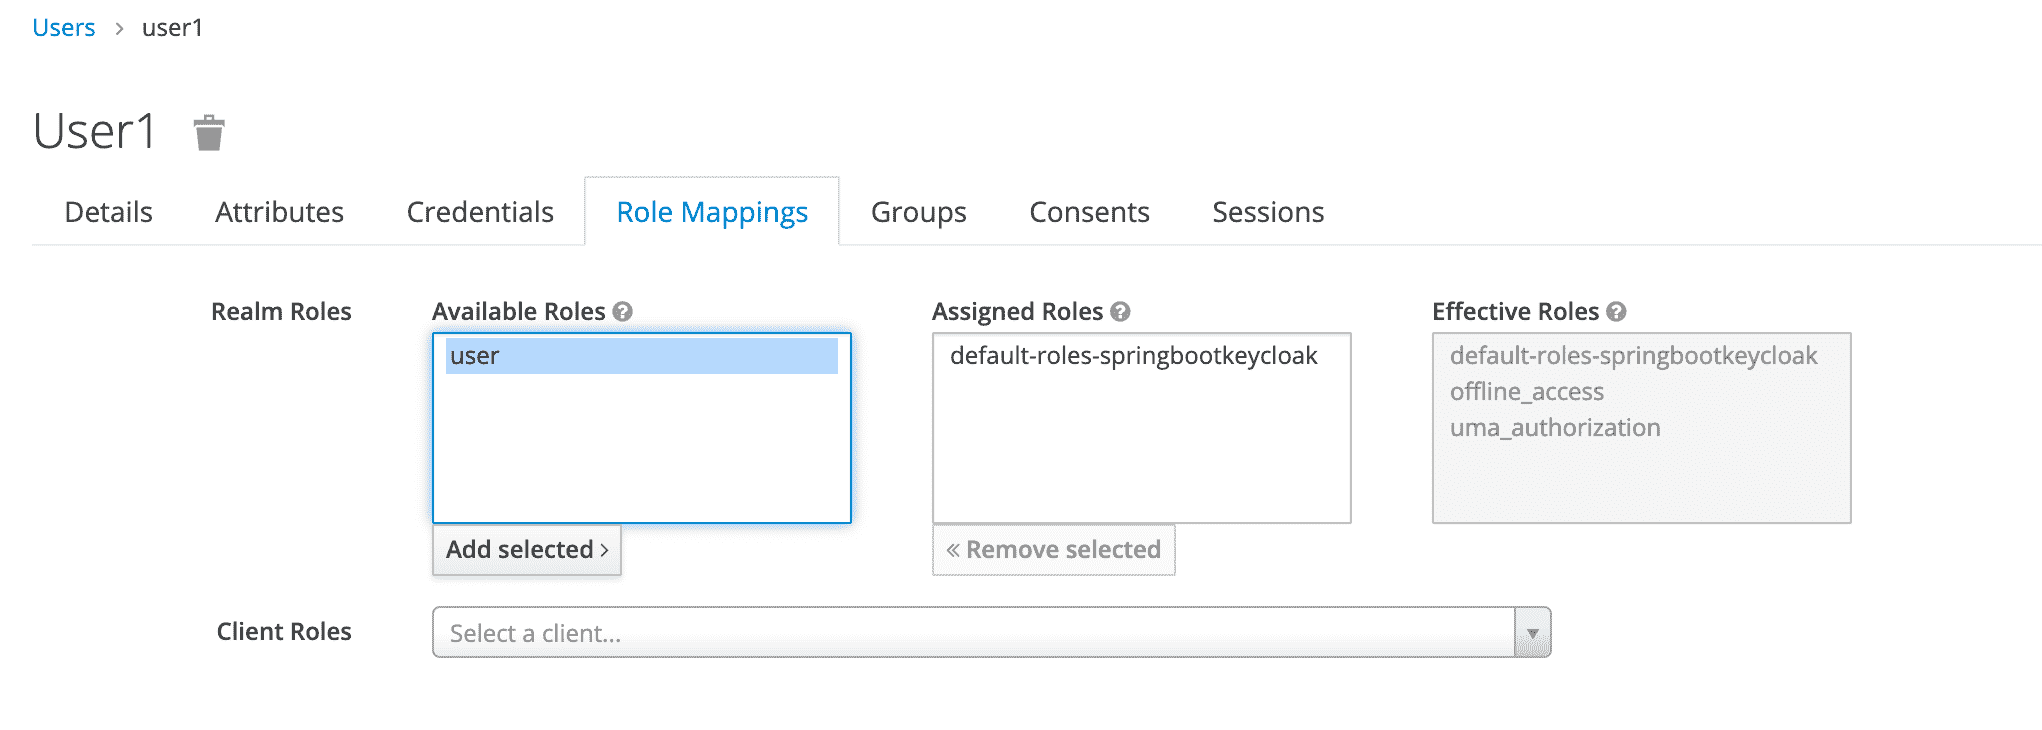 Users > user1
User1
Details Attributes Credentials Role Mappings Groups Consents Sessions
Realm Roles Available Roles ? Assigned Roles ? Effective Roles ?
user default-roles-springbootkeycloak default-roles-springbootkeycloak
offline_access
uma_authorization
Add selected > « Remove selected
Client Roles Select a client...